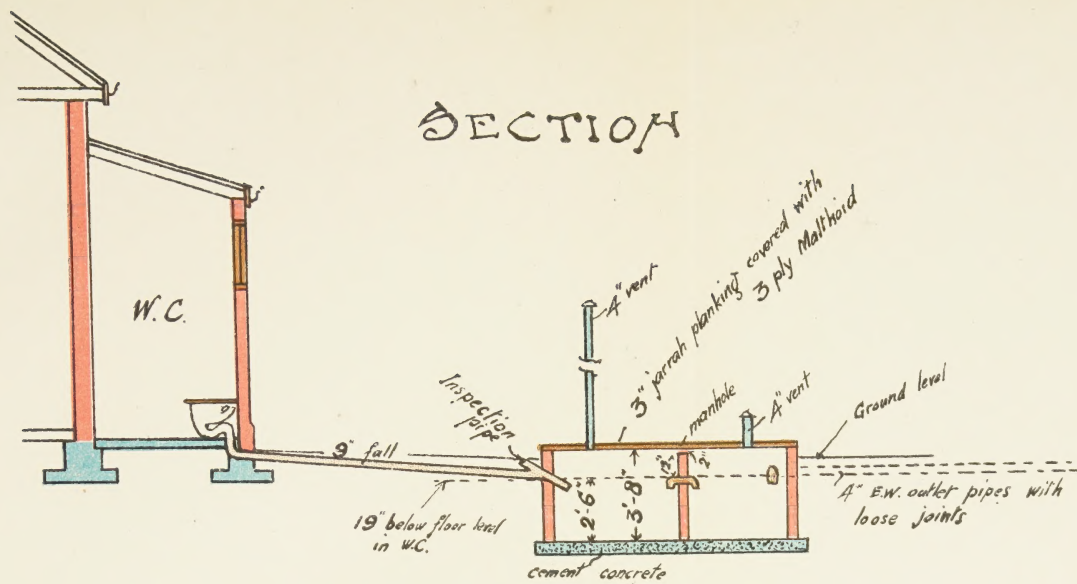 SECTION
W.C.
9" fall
19" below floor level
in W.C.
Inspection
pipe
4" vent
3" jarrah planking covered with
3 ply Malthoid
manhole
4" vent
Ground level
2'-6"
3'-8"
12"
2"
4" E.W. outlet pipes with
loose joints
cement concrete